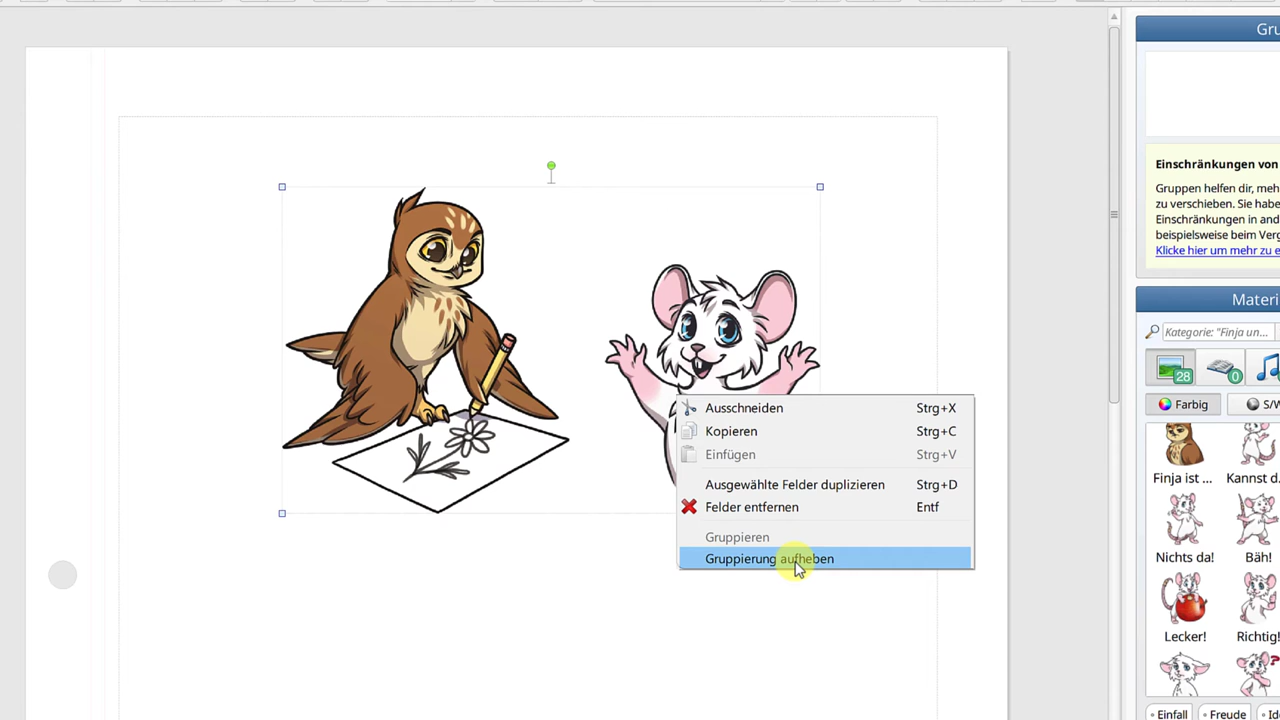 Gru
Einschränkungen von
Gruppen helfen dir, meh
zu verschieben. Sie habe
Einschränkungen in and
beispielsweise beim Verg
Klicke hier um mehr zu e
Materi
Kategorie: "Finja un...
28
0
Farbig
S/W
Finja ist ...
Kannst d.
Nichts da!
Bäh!
Lecker!
Richtig!
Einfall
Freude
Id
Ausschneiden Strg+X
Kopieren Strg+C
Einfügen Strg+V
Ausgewählte Felder duplizieren Strg+D
Felder entfernen Entf
Gruppieren
Gruppierung aufheben